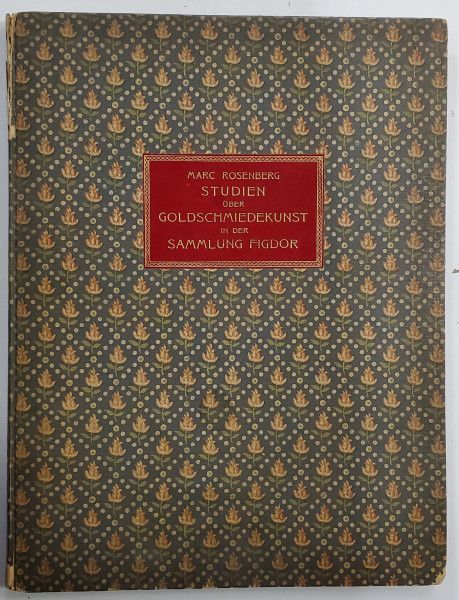 MARC ROSENBERG
STUDIEN
ÜBER
GOLDSCHMIEDEKUNST
IN DER
SAMMLUNG FIGDOR